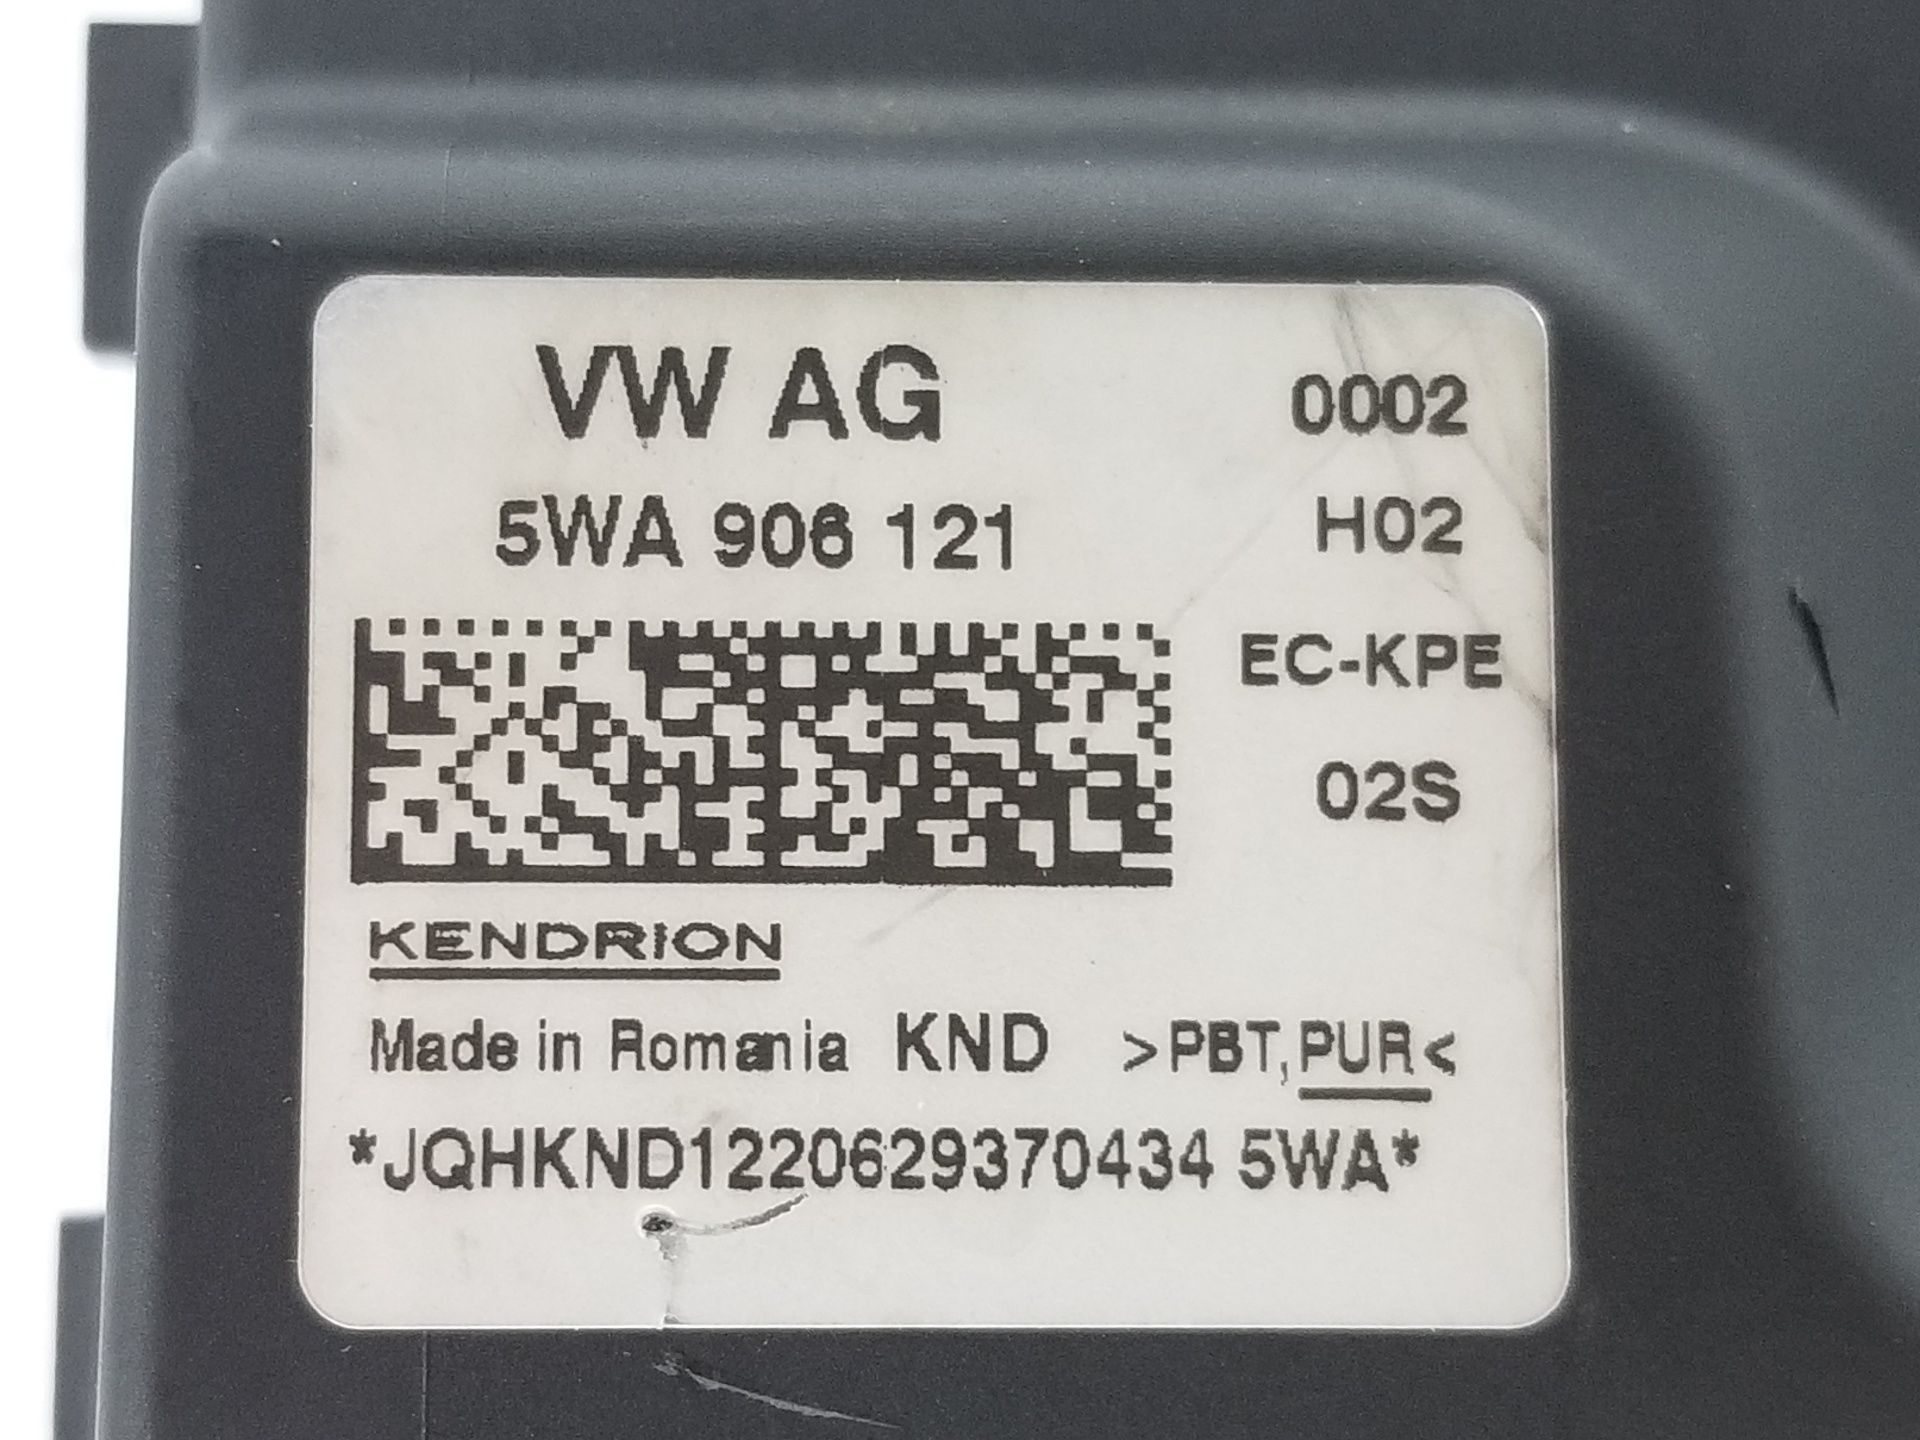 VW AG 0002
5WA 906 121 H02
EC-KPE
02S
KENDRION
Made in Romania KND >PBT,PUR<
*JQHKND1220629370434 5WA*